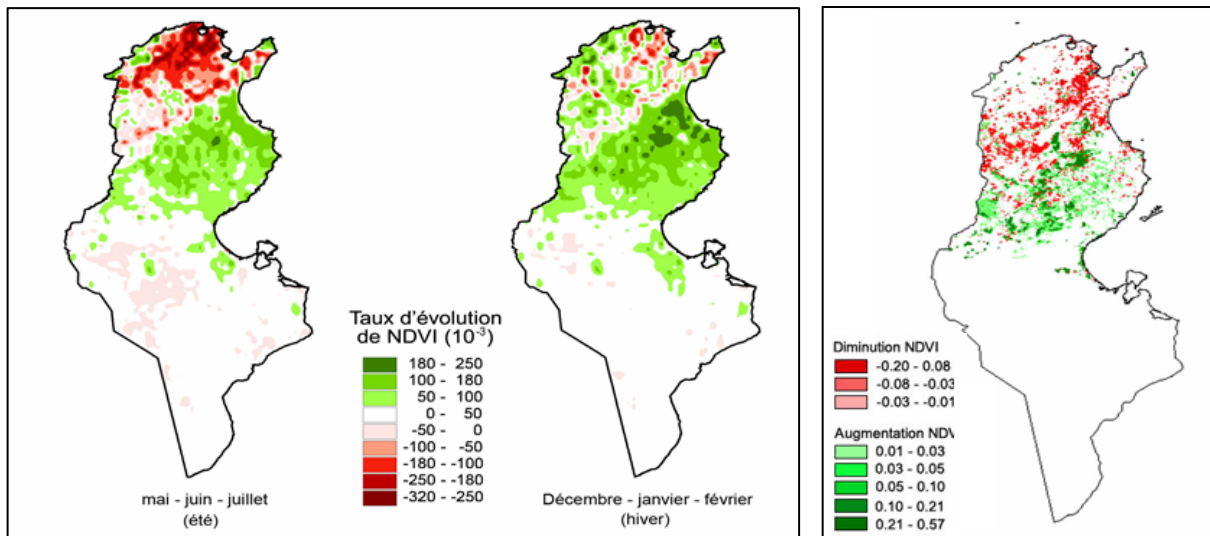 Taux d'évolution
de NDVI (10-3)
180 - 250
100 - 180
50 - 100
0 - 50
-50 - 0
-100 - -50
-180 - -100
-250 - -180
-320 - -250
mai - juin - juillet
(été)
Décembre - janvier - février
(hiver)
Diminution NDVI
-0.20 - 0.08
-0.08 - -0.03
-0.03 - -0.01
Augmentation NDV
0.01 - 0.03
0.03 - 0.05
0.05 - 0.10
0.10 - 0.21
0.21 - 0.57